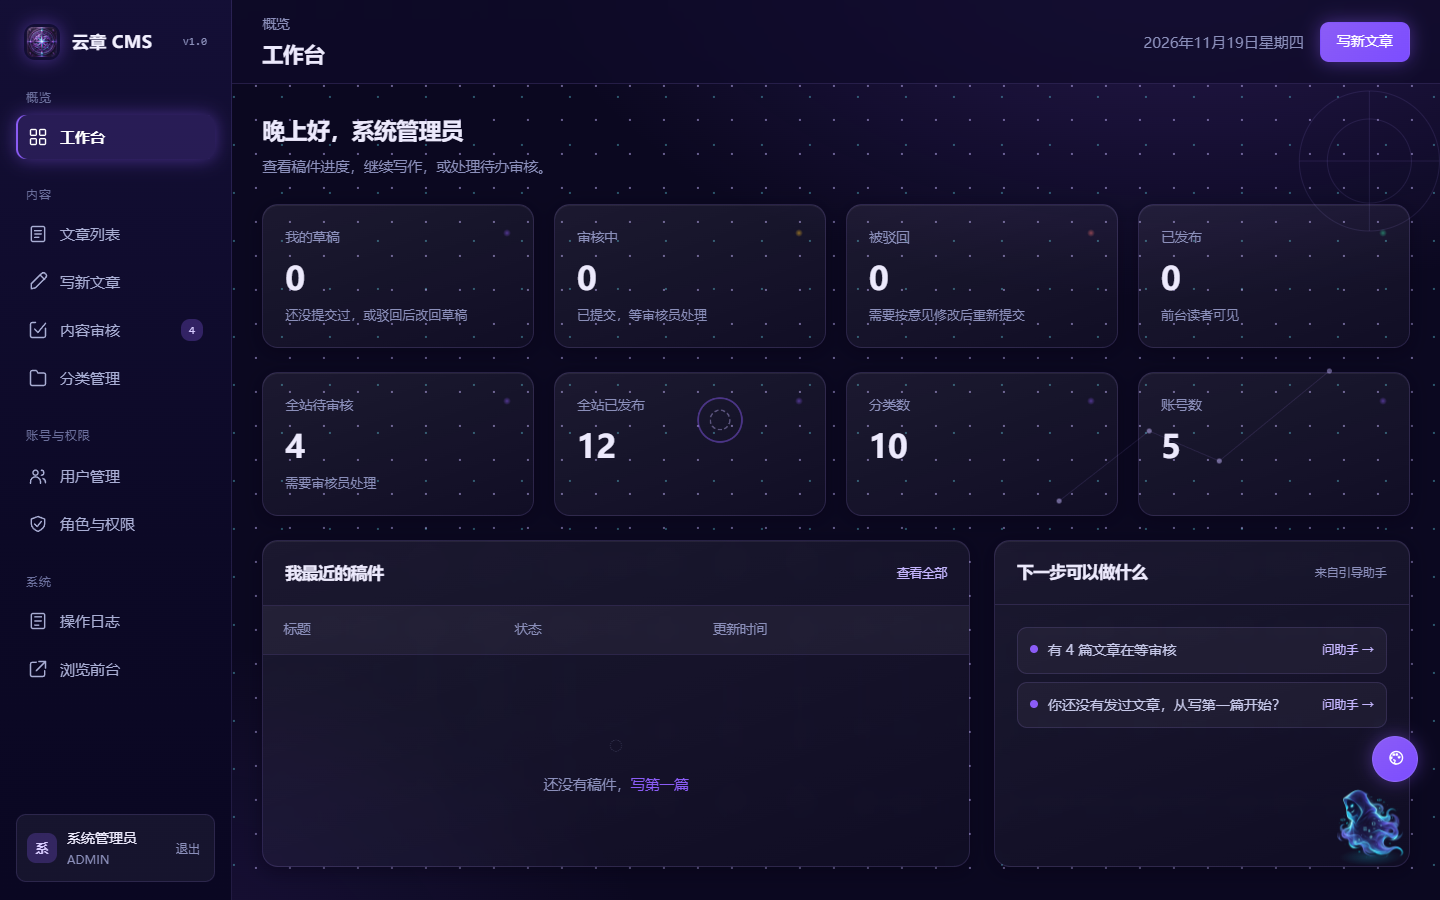 云章 CMS v1.0
概览
工作台
内容
文章列表
写新文章
内容审核 4
分类管理
账号与权限
用户管理
角色与权限
系统
操作日志
浏览前台
系 系统管理员 退出
ADMIN
概览
工作台
2026年11月19日星期四 写新文章
晚上好，系统管理员
查看稿件进度，继续写作，或处理待办审核。
我的草稿
0
还没提交过，或驳回后改回草稿
审核中
0
已提交，等审核员处理
被驳回
0
需要按意见修改后重新提交
已发布
0
前台读者可见
全站待审核
4
需要审核员处理
全站已发布
12
分类数
10
账号数
5
我最近的稿件 查看全部
标题 状态 更新时间
还没有稿件，写第一篇
下一步可以做什么 来自引导助手
有 4 篇文章在等审核 问助手 →
你还没有发过文章，从写第一篇开始？ 问助手 →